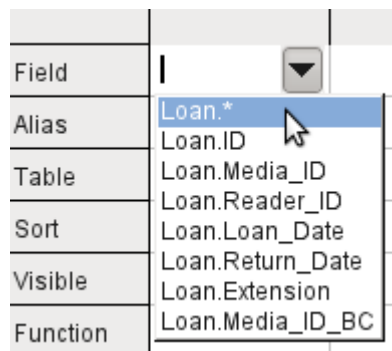 Field
Alias
Table
Sort
Visible
Function
Loan.*
Loan.ID
Loan.Media_ID
Loan.Reader_ID
Loan.Loan_Date
Loan.Return_Date
Loan.Extension
Loan.Media_ID_BC